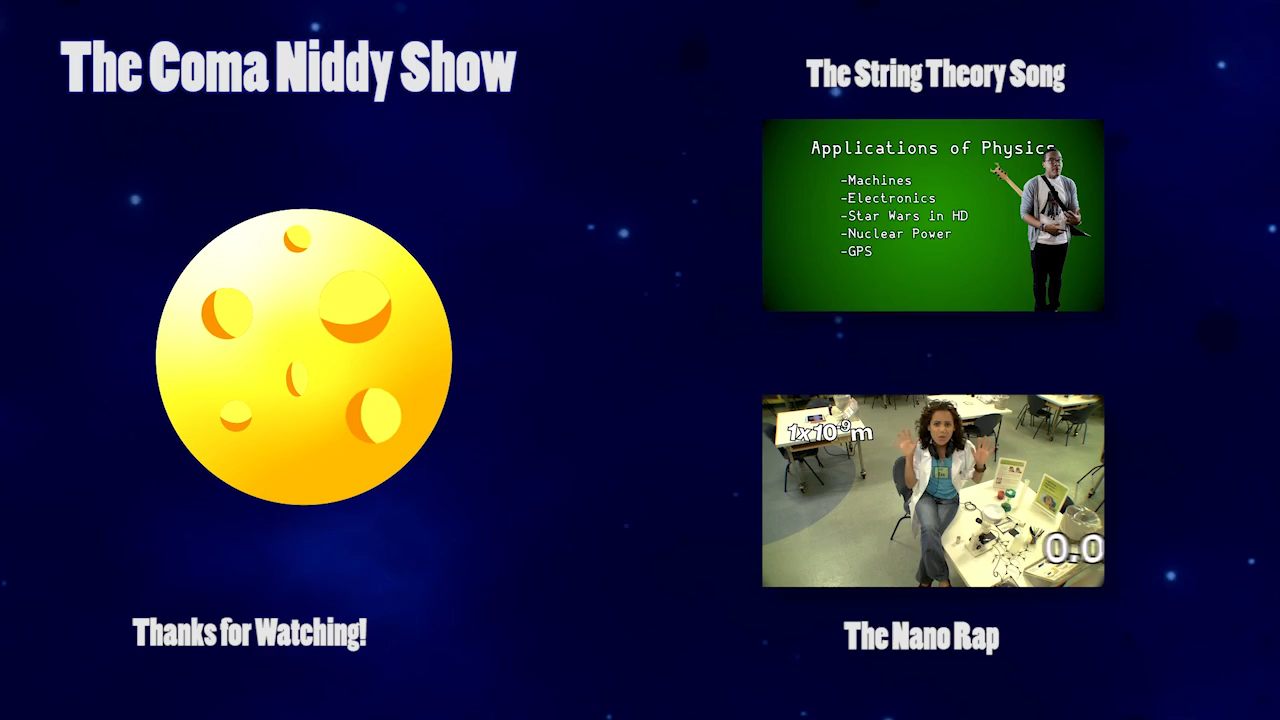 The Coma Niddy Show
The String Theory Song
Applications of Physics
-Machines
-Electronics
-Star Wars in HD
-Nuclear Power
-GPS
1x10⁻⁹m
0.0
Thanks for Watching!
The Nano Rap